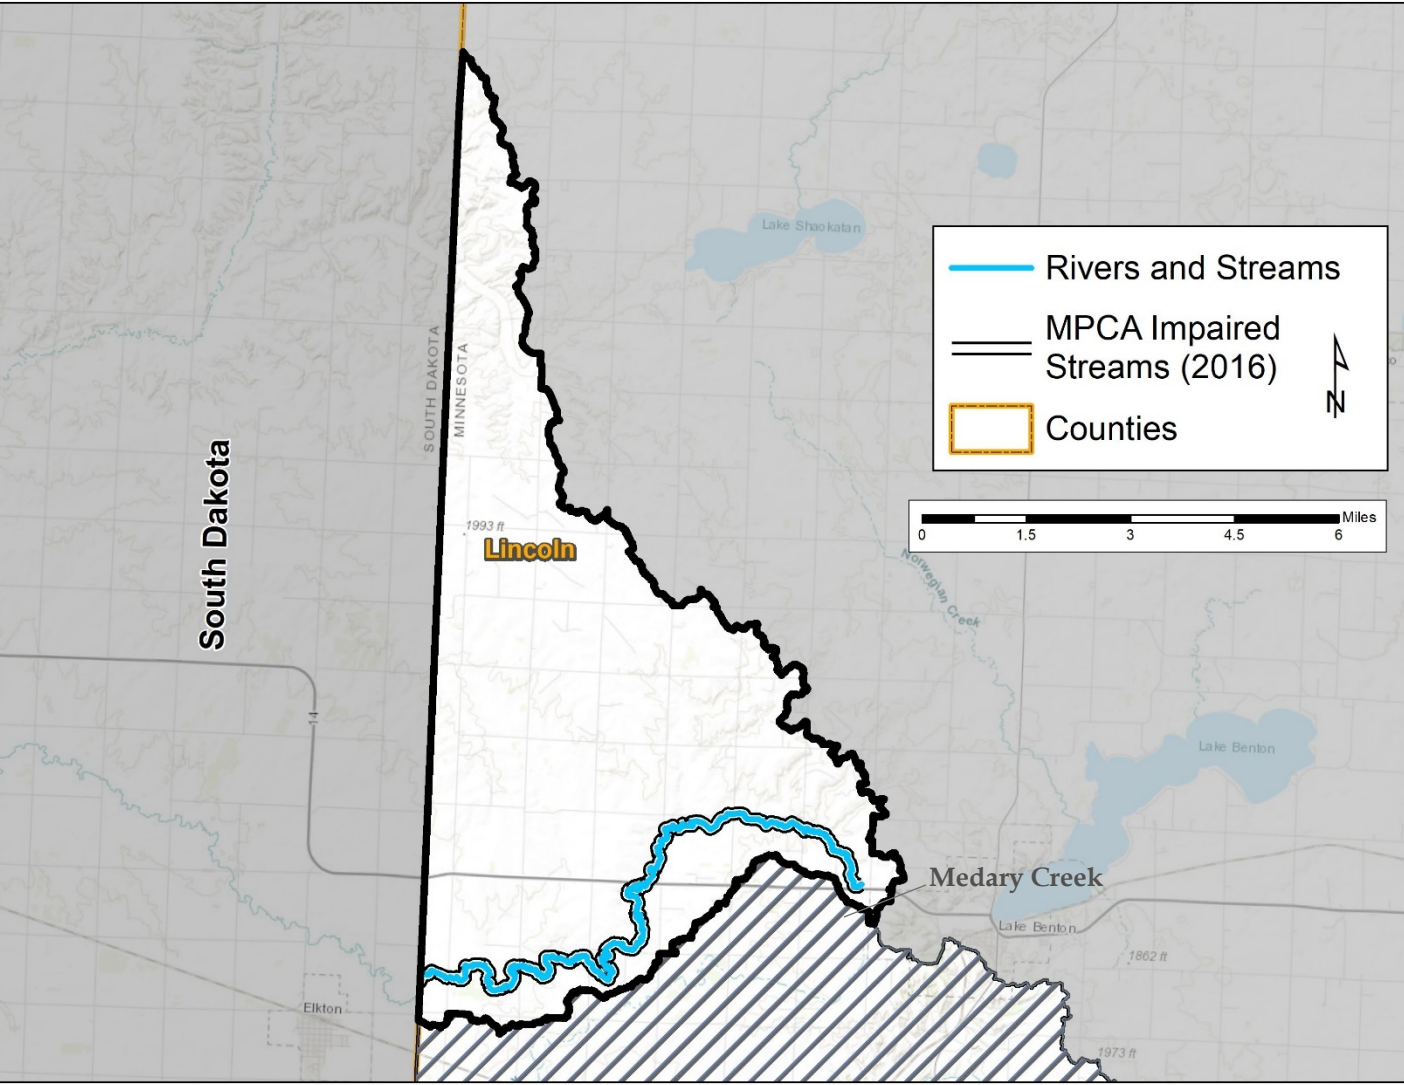 Lake Shaokatan
Rivers and Streams
MPCA Impaired
Streams (2016)
N
Counties
SOUTH DAKOTA
MINNESOTA
South Dakota
1993 ft
Lincoln
Miles
0 1.5 3 4.5 6
Norwegian Creek
14
Lake Benton
Medary Creek
Lake Benton
1862 ft
Elkton
1973 ft